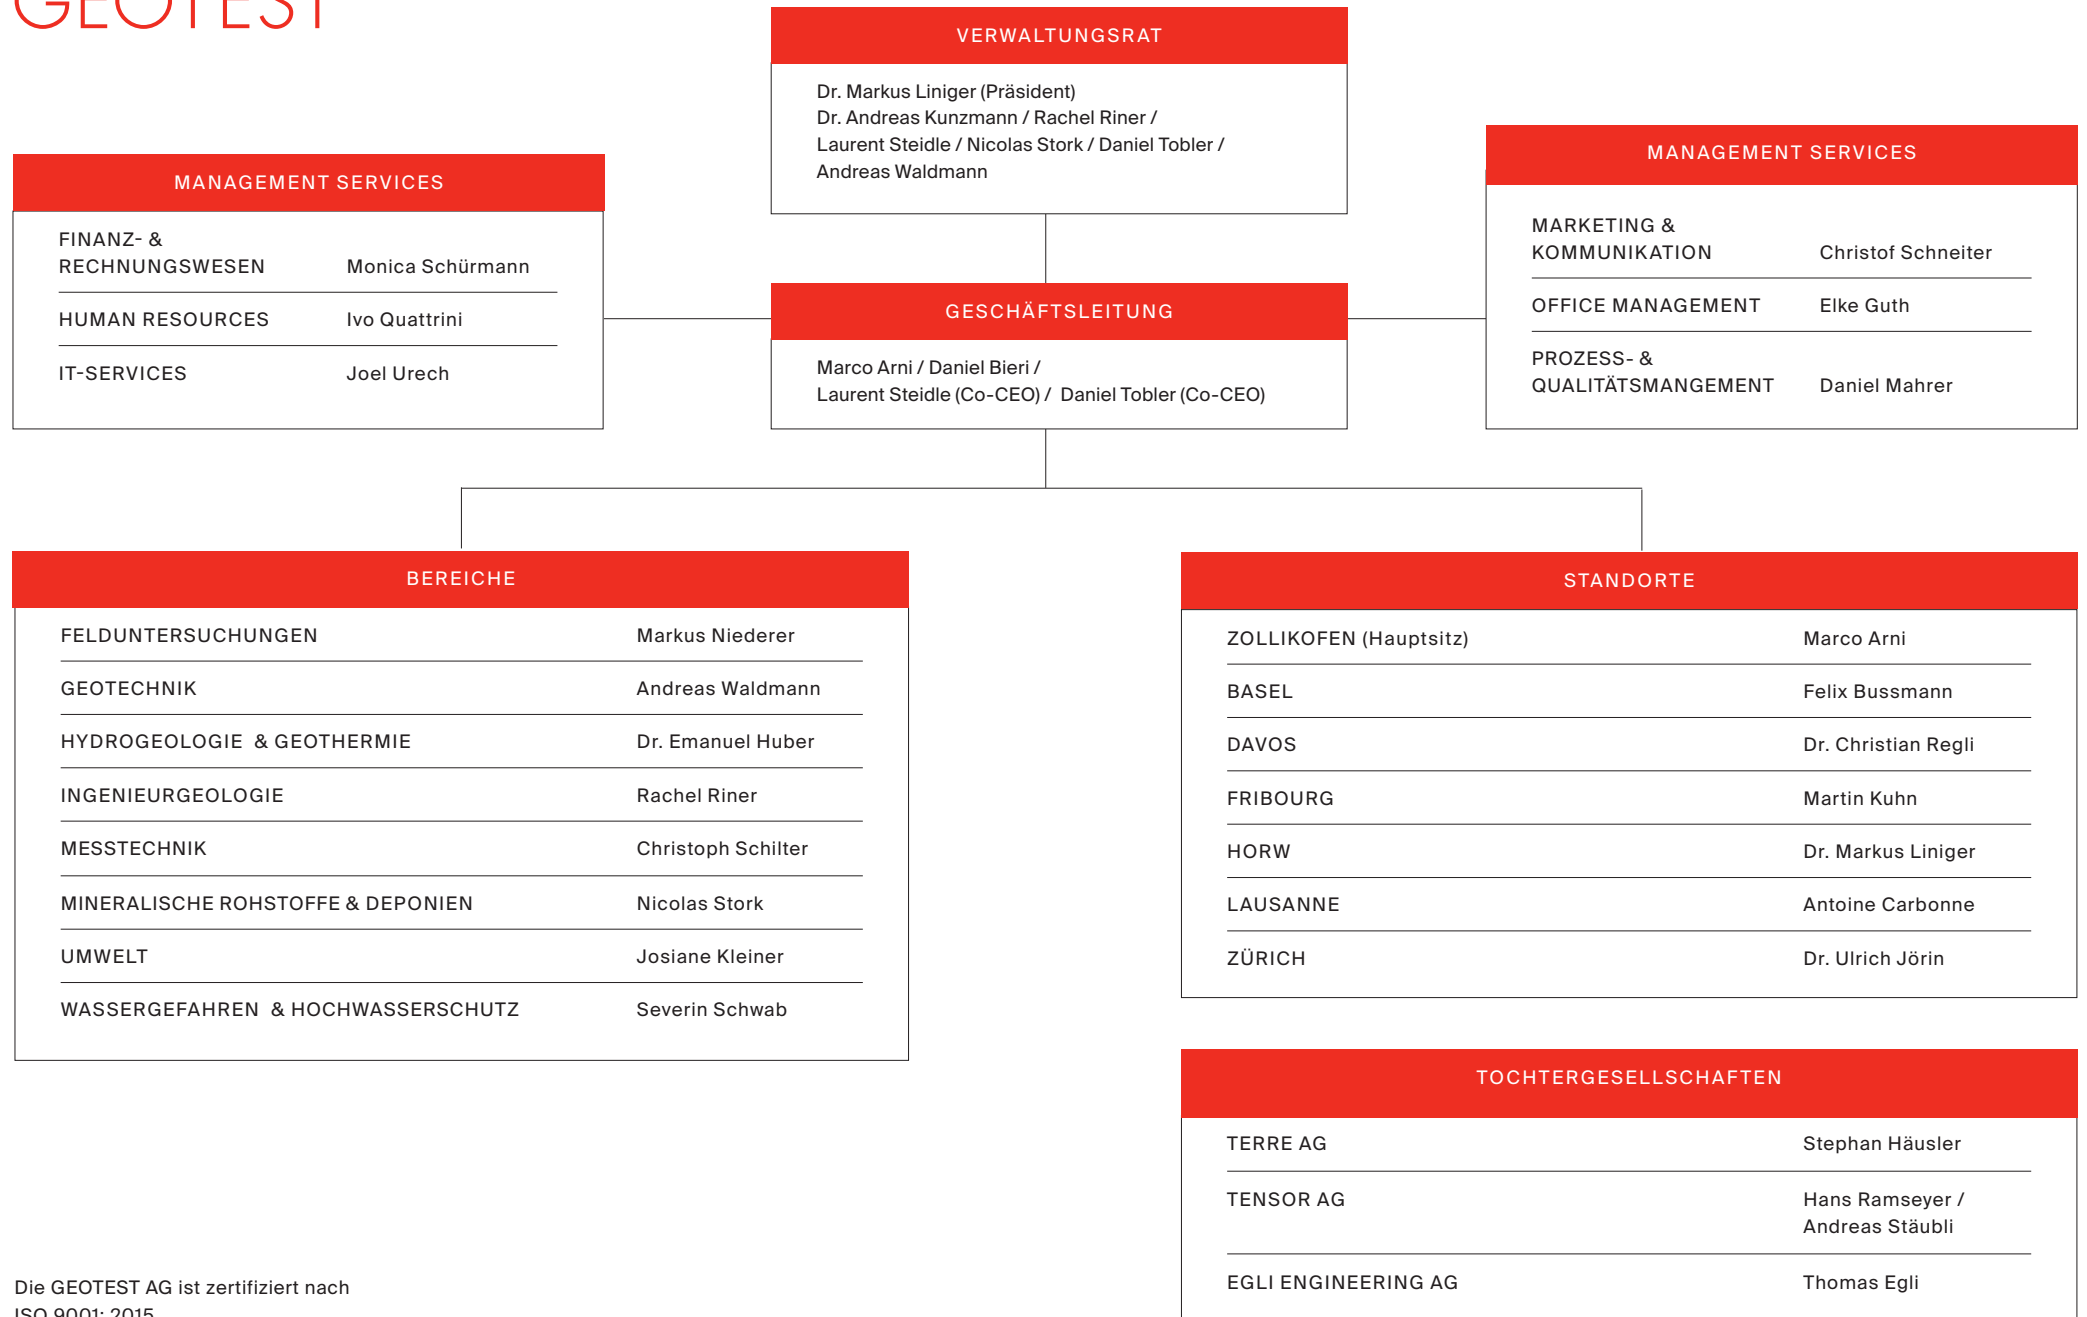 GEOTEST
VERWALTUNGSRAT
Dr. Markus Liniger (Präsident)
Dr. Andreas Kunzmann / Rachel Riner /
Laurent Steidle / Nicolas Stork / Daniel Tobler /
Andreas Waldmann
MANAGEMENT SERVICES
FINANZ- &
RECHNUNGSWESEN Monica Schürmann
HUMAN RESOURCES Ivo Quattrini
IT-SERVICES Joel Urech
GESCHÄFTSLEITUNG
Marco Arni / Daniel Bieri /
Laurent Steidle (Co-CEO) / Daniel Tobler (Co-CEO)
MANAGEMENT SERVICES
MARKETING &
KOMMUNIKATION Christof Schneiter
OFFICE MANAGEMENT Elke Guth
PROZESS- &
QUALITÄTSMANGEMENT Daniel Mahrer
BEREICHE
FELDUNTERSUCHUNGEN Markus Niederer
GEOTECHNIK Andreas Waldmann
HYDROGEOLOGIE & GEOTHERMIE Dr. Emanuel Huber
INGENIEURGEOLOGIE Rachel Riner
MESSTECHNIK Christoph Schilter
MINERALISCHE ROHSTOFFE & DEPONIEN Nicolas Stork
UMWELT Josiane Kleiner
WASSERGEFAHREN & HOCHWASSERSCHUTZ Severin Schwab
STANDORTE
ZOLLIKOFEN (Hauptsitz) Marco Arni
BASEL Felix Bussmann
DAVOS Dr. Christian Regli
FRIBOURG Martin Kuhn
HORW Dr. Markus Liniger
LAUSANNE Antoine Carbonne
ZÜRICH Dr. Ulrich Jörin
TOCHTERGESELLSCHAFTEN
TERRE AG Stephan Häusler
TENSOR AG Hans Ramseyer /
Andreas Stäubli
EGLI ENGINEERING AG Thomas Egli
Die GEOTEST AG ist zertifiziert nach
ISO 9001: 2015